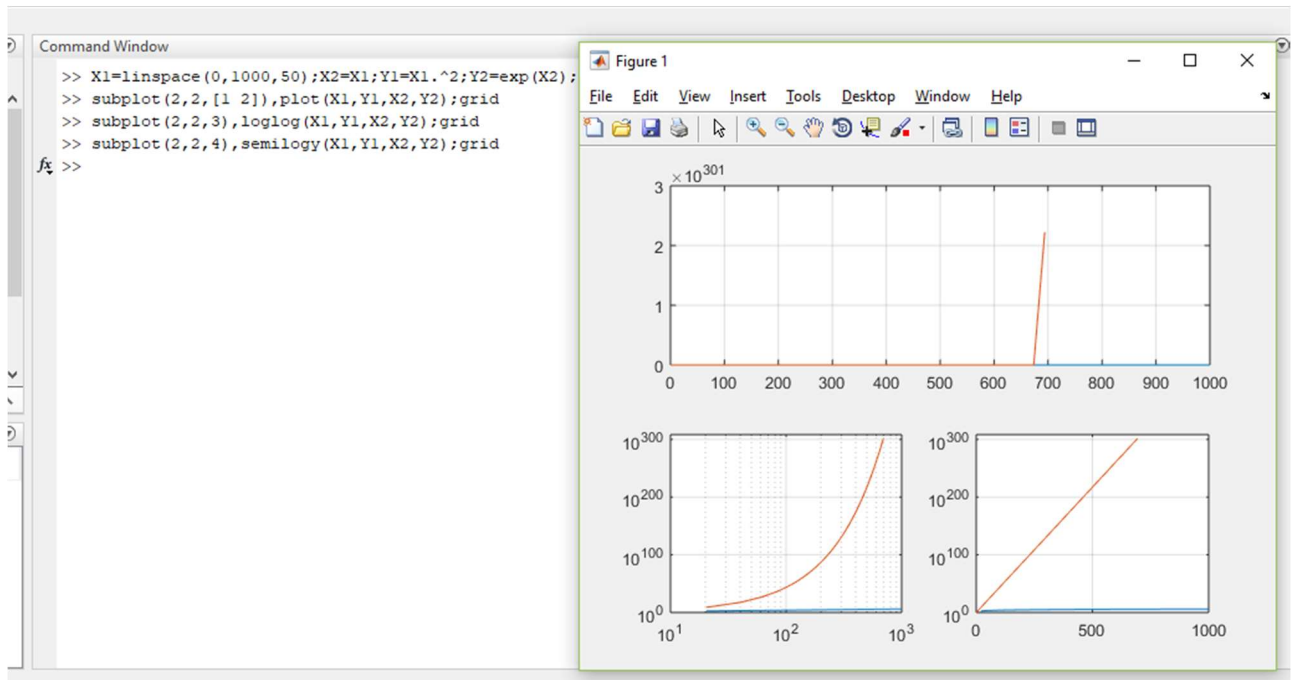 Command Window
>> X1=linspace(0,1000,50);X2=X1;Y1=X1.^2;Y2=exp(X2);
>> subplot(2,2,[1 2]),plot(X1,Y1,X2,Y2);grid
>> subplot(2,2,3),loglog(X1,Y1,X2,Y2);grid
>> subplot(2,2,4),semilogy(X1,Y1,X2,Y2);grid
fx >>
Figure 1
File Edit View Insert Tools Desktop Window Help
×10^301
3
2
1
0
0 100 200 300 400 500 600 700 800 900 1000
10^300
10^200
10^100
10^0
10^1 10^2 10^3
10^300
10^200
10^100
10^0
0 500 1000